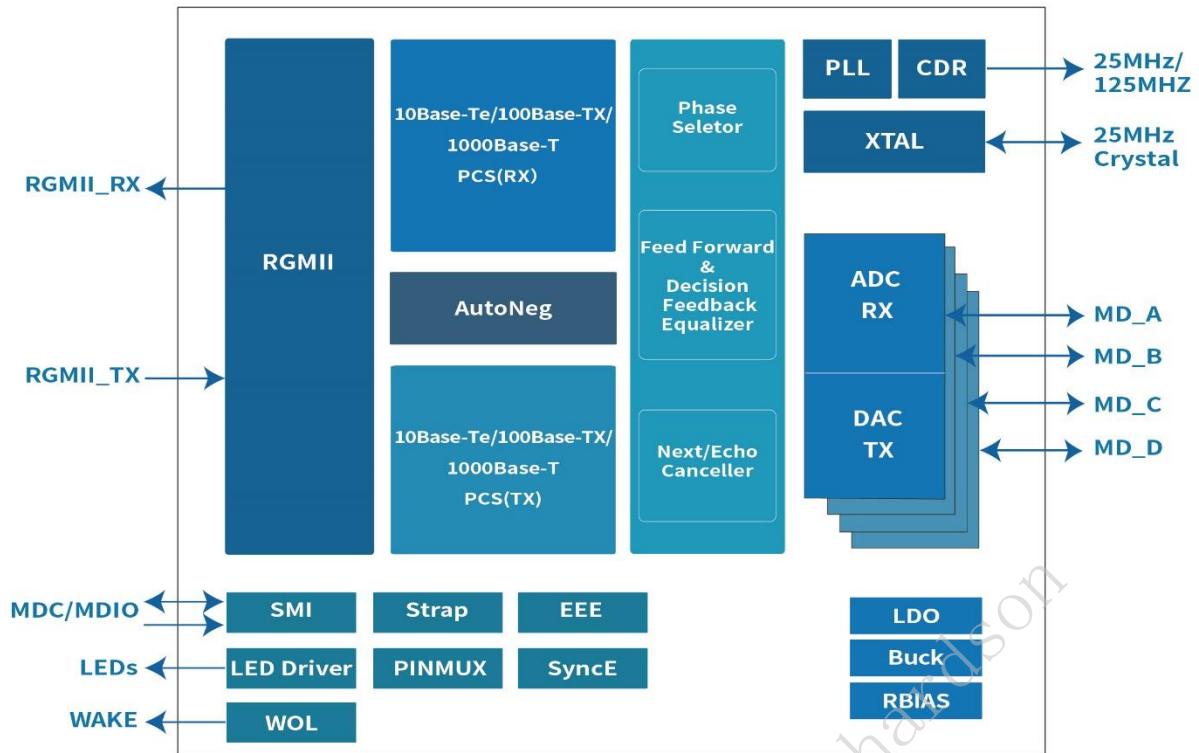 PLL
CDR
25MHz/
125MHZ
XTAL
25MHz
Crystal
RGMII_RX
RGMII
RGMII_TX
10Base-Te/100Base-TX/
1000Base-T
PCS(RX)
AutoNeg
10Base-Te/100Base-TX/
1000Base-T
PCS(TX)
Phase
Seletor
Feed Forward
&
Decision
Feedback
Equalizer
Next/Echo
Canceller
ADC
RX
DAC
TX
MD_A
MD_B
MD_C
MD_D
MDC/MDIO
SMI
Strap
EEE
LEDs
LED Driver
PINMUX
SyncE
WAKE
WOL
LDO
Buck
RBIAS
hardson